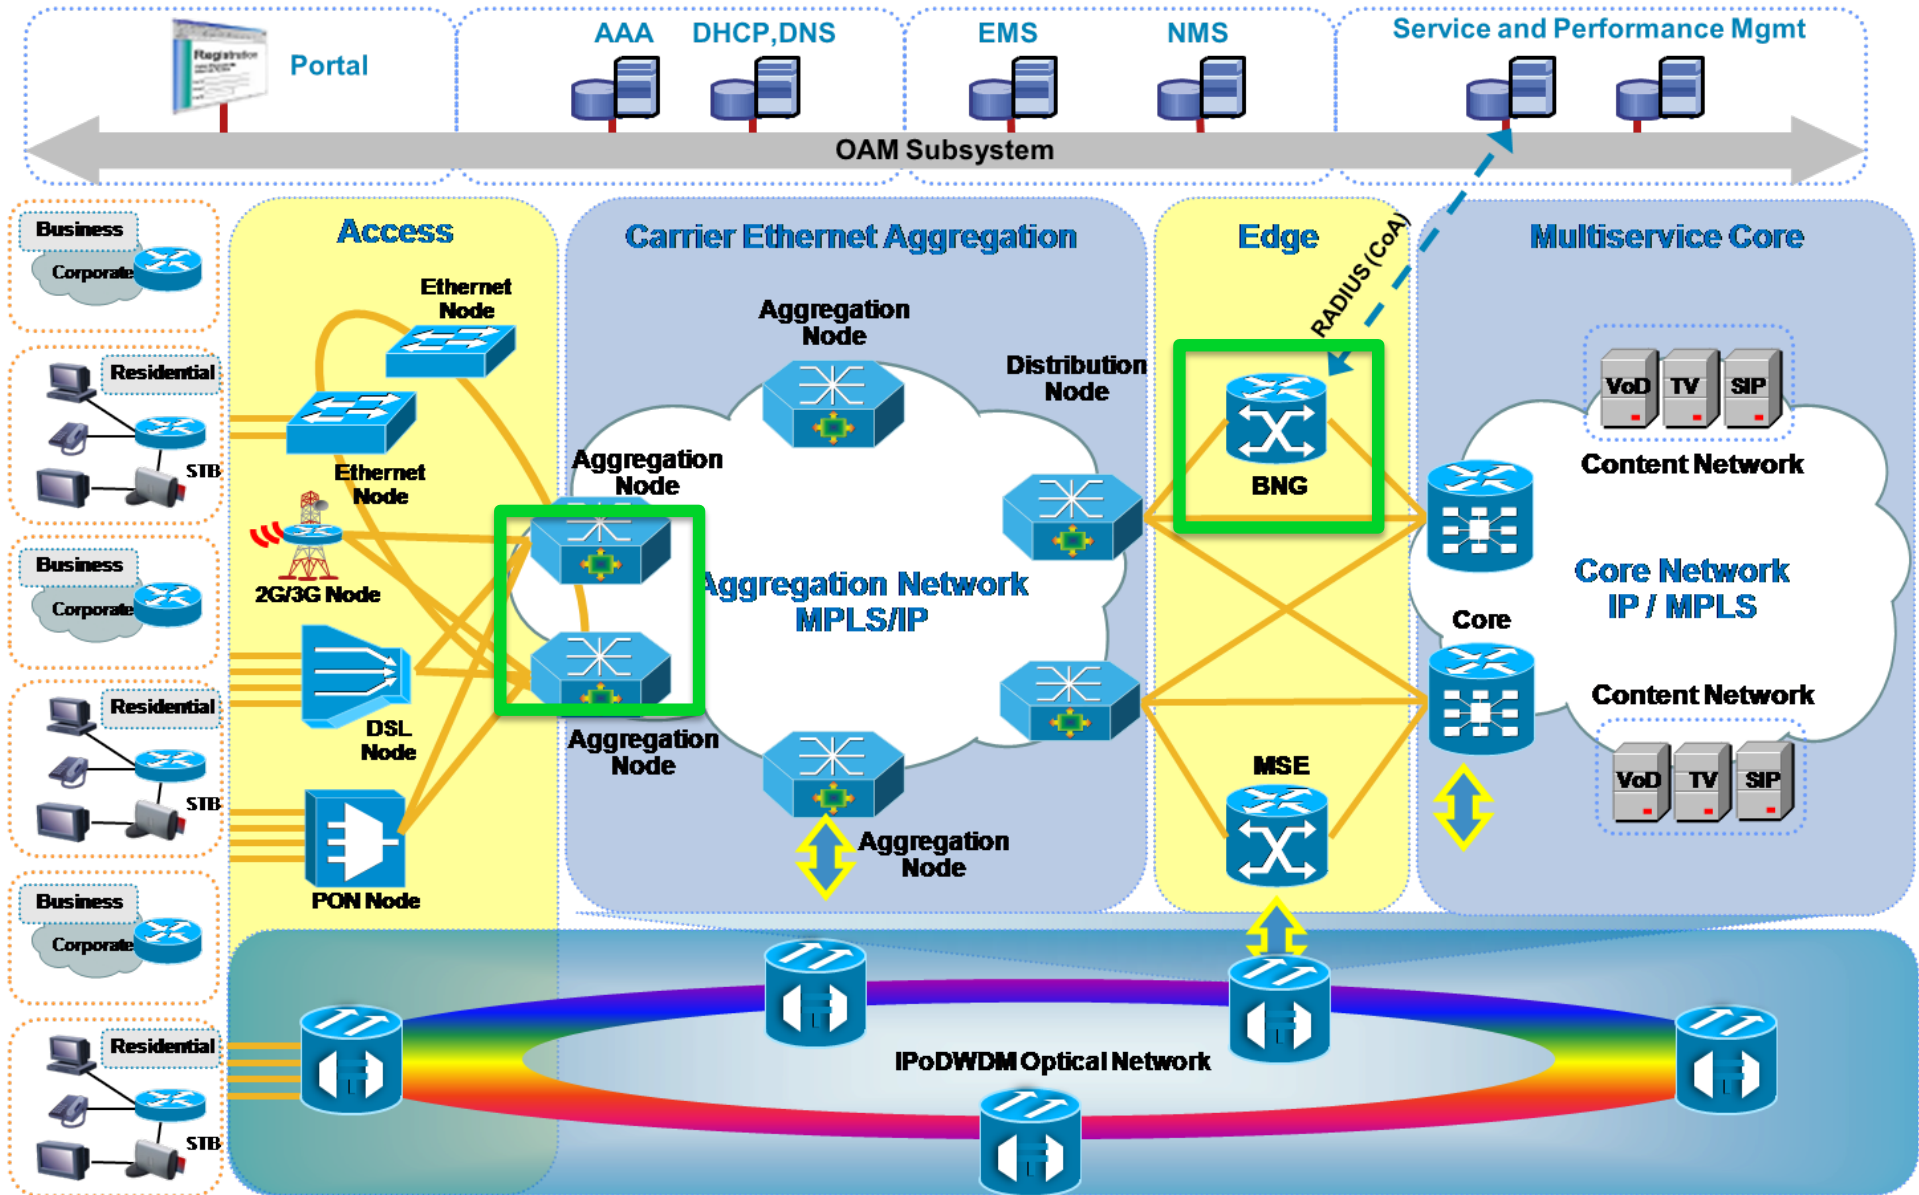 AAA
DHCP,DNS
EMS
NMS
Service and Performance Mgmt
Registration
Portal
OAM Subsystem
Business
Corporate
Residential
STB
Business
Corporate
Residential
STB
Business
Corporate
Residential
STB
Access
Ethernet
Node
Ethernet
Node
2G/3G Node
DSL
Node
PON Node
Carrier Ethernet Aggregation
Aggregation
Node
Distribution
Node
Aggregation
Node
Aggregation Network
MPLS/IP
Aggregation
Node
Aggregation
Node
Edge
RADIUS (CoA)
BNG
MSE
Multiservice Core
VoD
TV
SIP
Content Network
Core Network
IP / MPLS
Core
Content Network
VoD
TV
SIP
IPoDWDM Optical Network